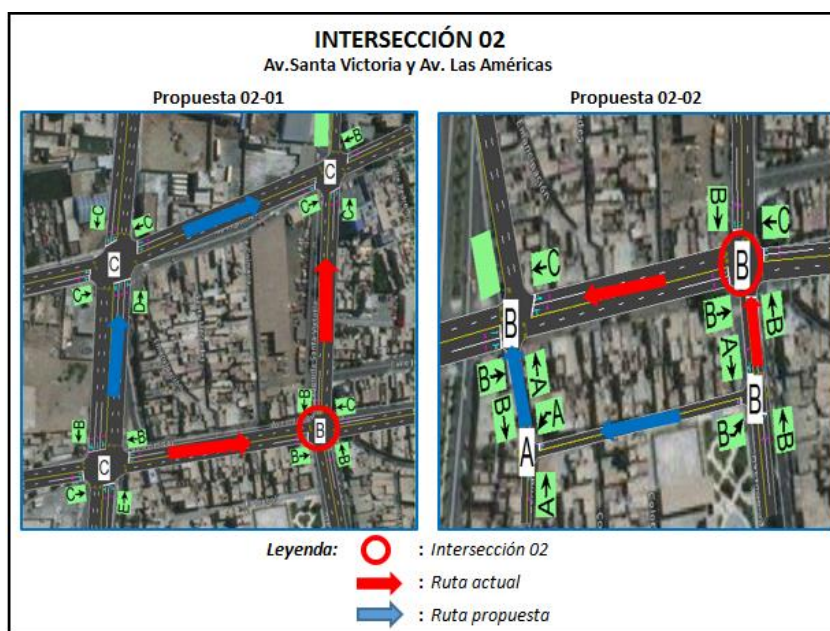 INTERSECCIÓN 02
Av.Santa Victoria y Av. Las Américas
Propuesta 02-01
Propuesta 02-02
B
C
C
C
C
C
C
C
C
D
B
B
C
B
C
B
C
E
B
B
B
C
B
B
C
B
B
A
B
A
B
A
B
A
A
B
B
B
Leyenda:
: Intersección 02
: Ruta actual
: Ruta propuesta